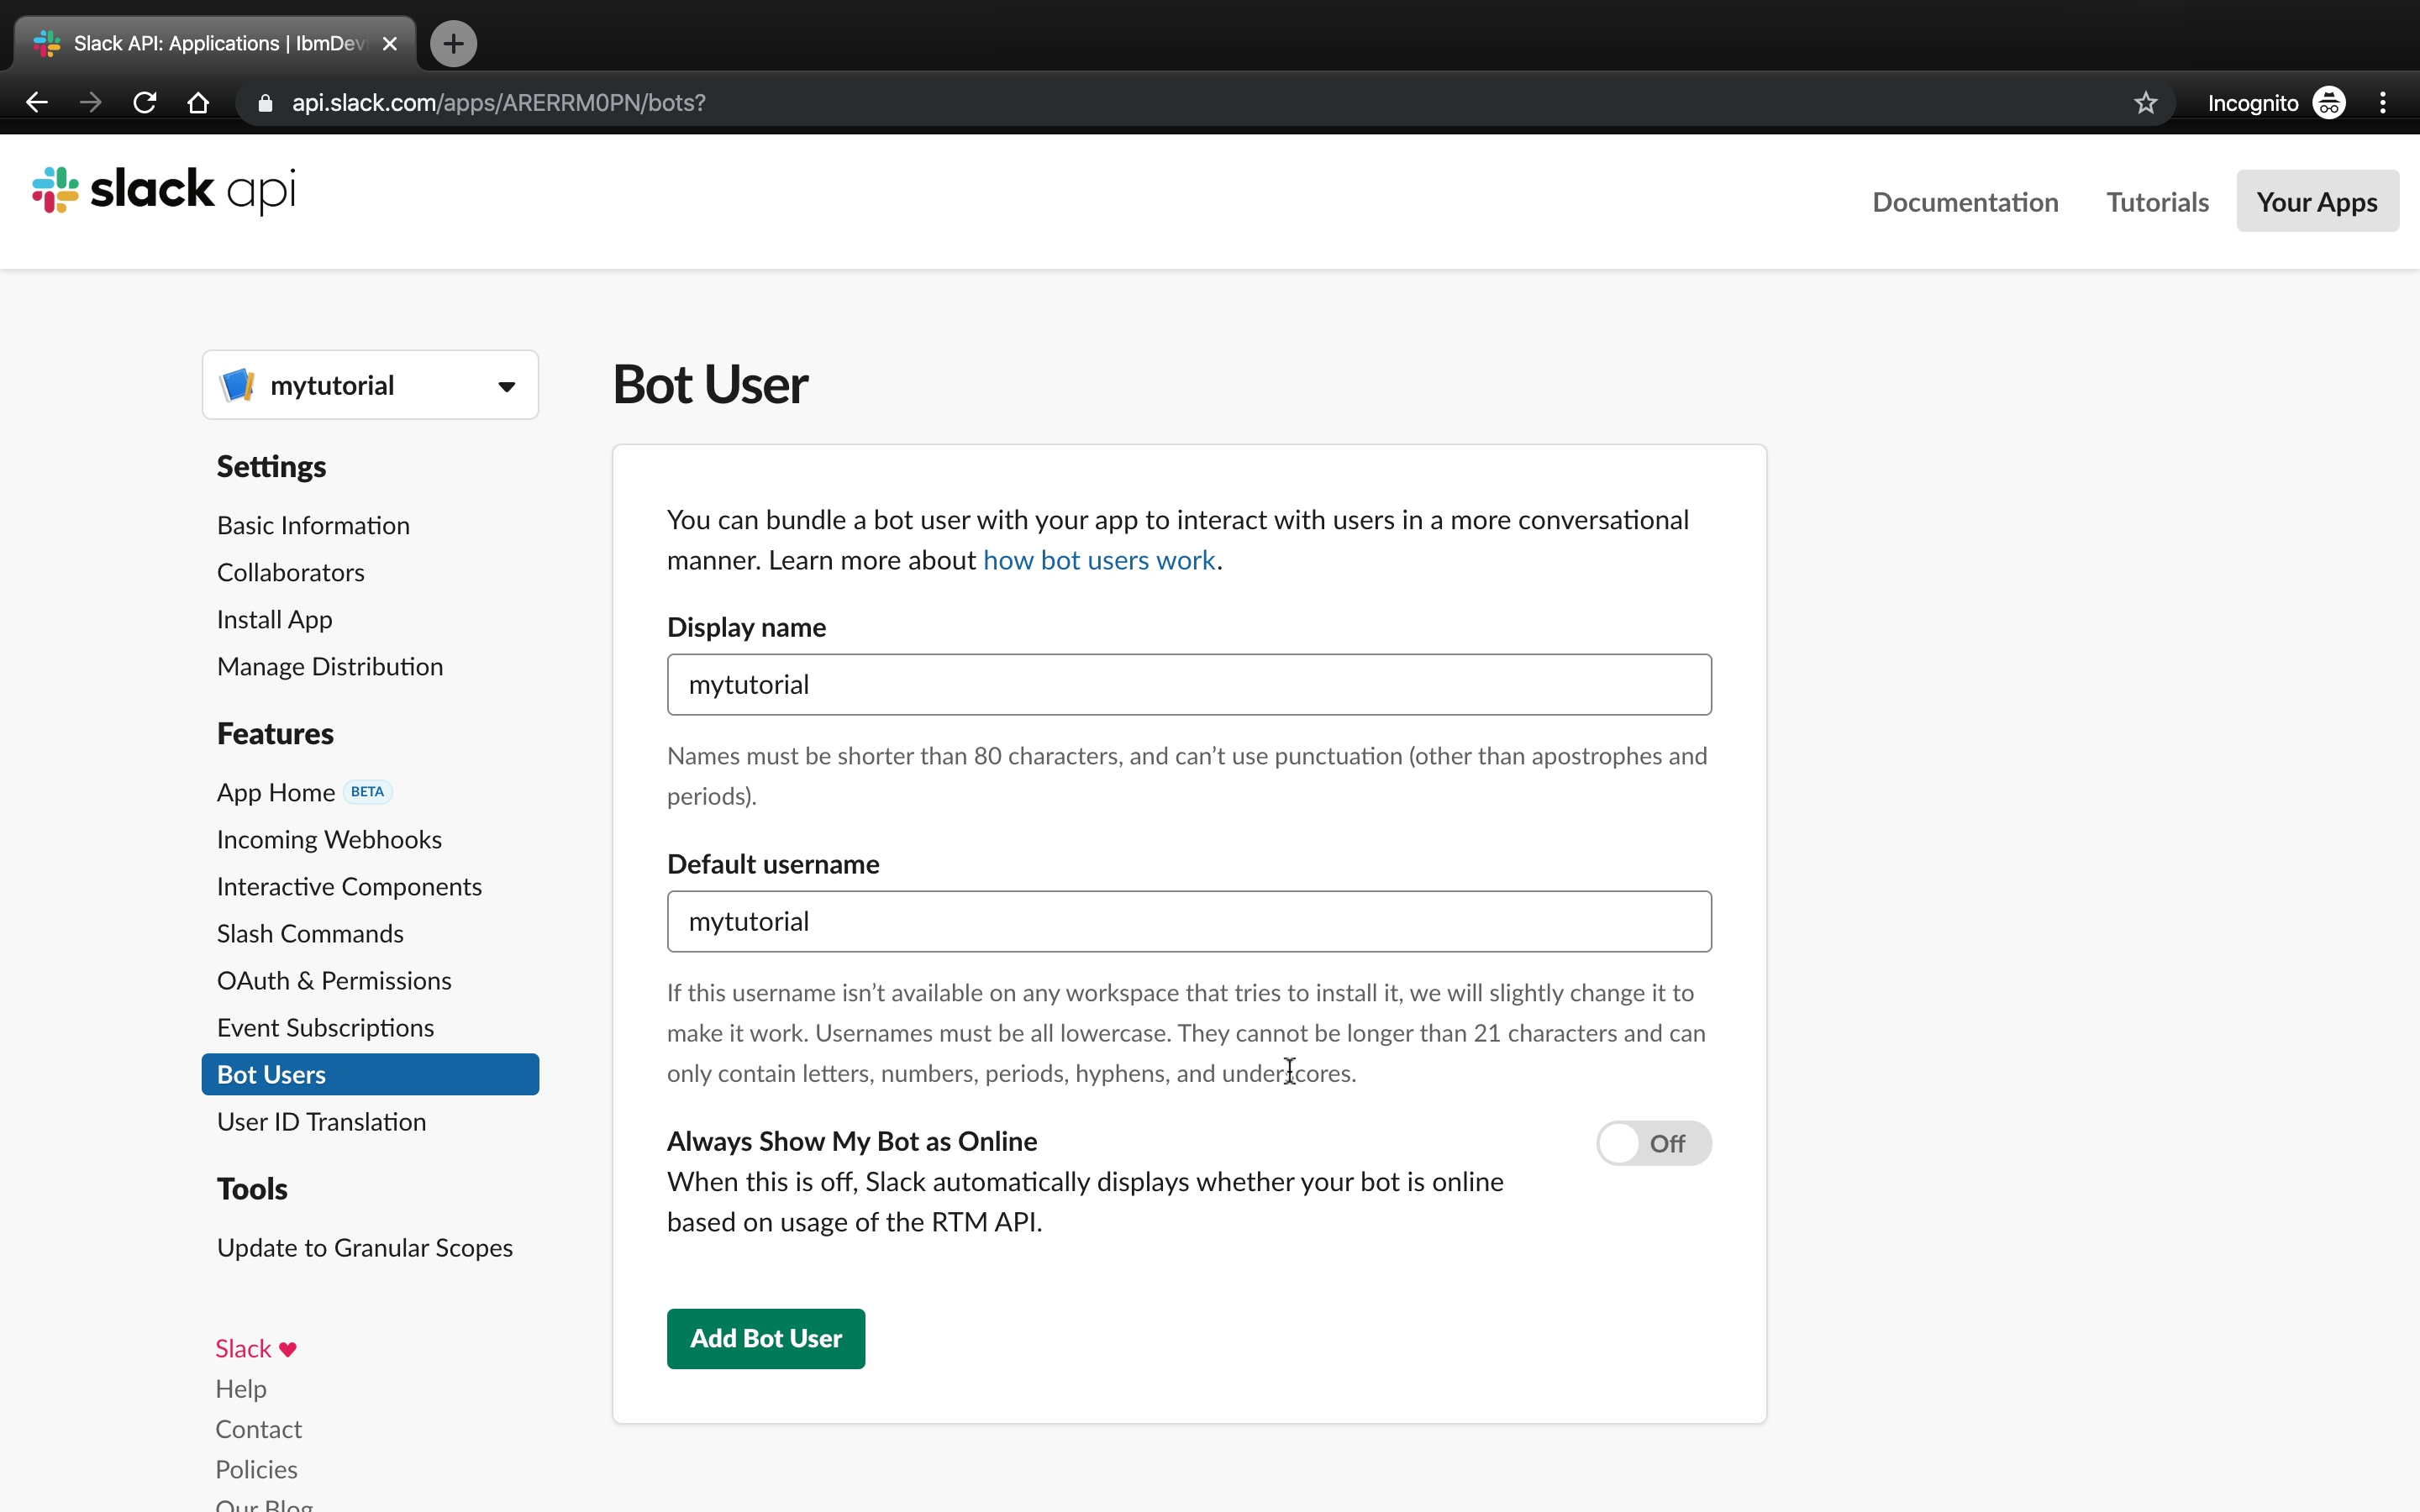 Slack API: Applications | IbmDev
api.slack.com/apps/ARERRM0PN/bots?
Incognito
slack api
Documentation
Tutorials
Your Apps
mytutorial
Settings
Basic Information
Collaborators
Install App
Manage Distribution
Features
App Home BETA
Incoming Webhooks
Interactive Components
Slash Commands
OAuth & Permissions
Event Subscriptions
Bot Users
User ID Translation
Tools
Update to Granular Scopes
Slack ♥
Help
Contact
Policies
Our Blog
Bot User
You can bundle a bot user with your app to interact with users in a more conversational
manner. Learn more about how bot users work.
Display name
mytutorial
Names must be shorter than 80 characters, and can’t use punctuation (other than apostrophes and
periods).
Default username
mytutorial
If this username isn’t available on any workspace that tries to install it, we will slightly change it to
make it work. Usernames must be all lowercase. They cannot be longer than 21 characters and can
only contain letters, numbers, periods, hyphens, and underscores.
Always Show My Bot as Online
Off
When this is off, Slack automatically displays whether your bot is online
based on usage of the RTM API.
Add Bot User